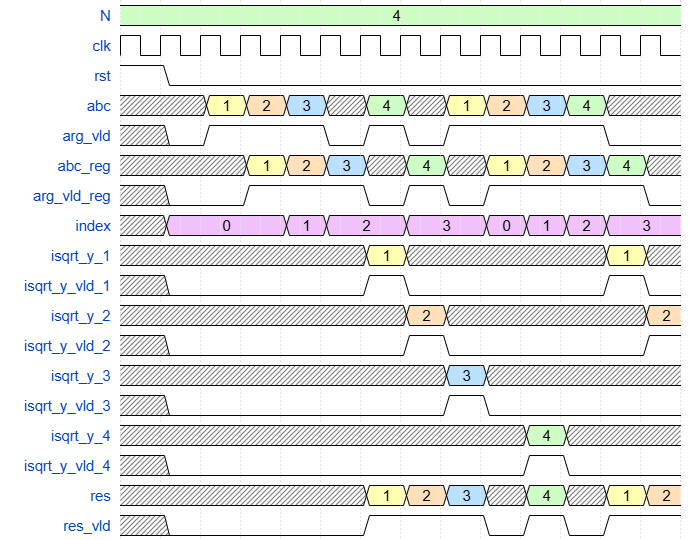 N 4
clk
rst
abc 1 2 3 4 1 2 3 4
arg_vld
abc_reg 1 2 3 4 1 2 3 4
arg_vld_reg
index 0 1 2 3 0 1 2 3
isqrt_y_1 1 1
isqrt_y_vld_1
isqrt_y_2 2 2
isqrt_y_vld_2
isqrt_y_3 3
isqrt_y_vld_3
isqrt_y_4 4
isqrt_y_vld_4
res 1 2 3 4 1 2
res_vld